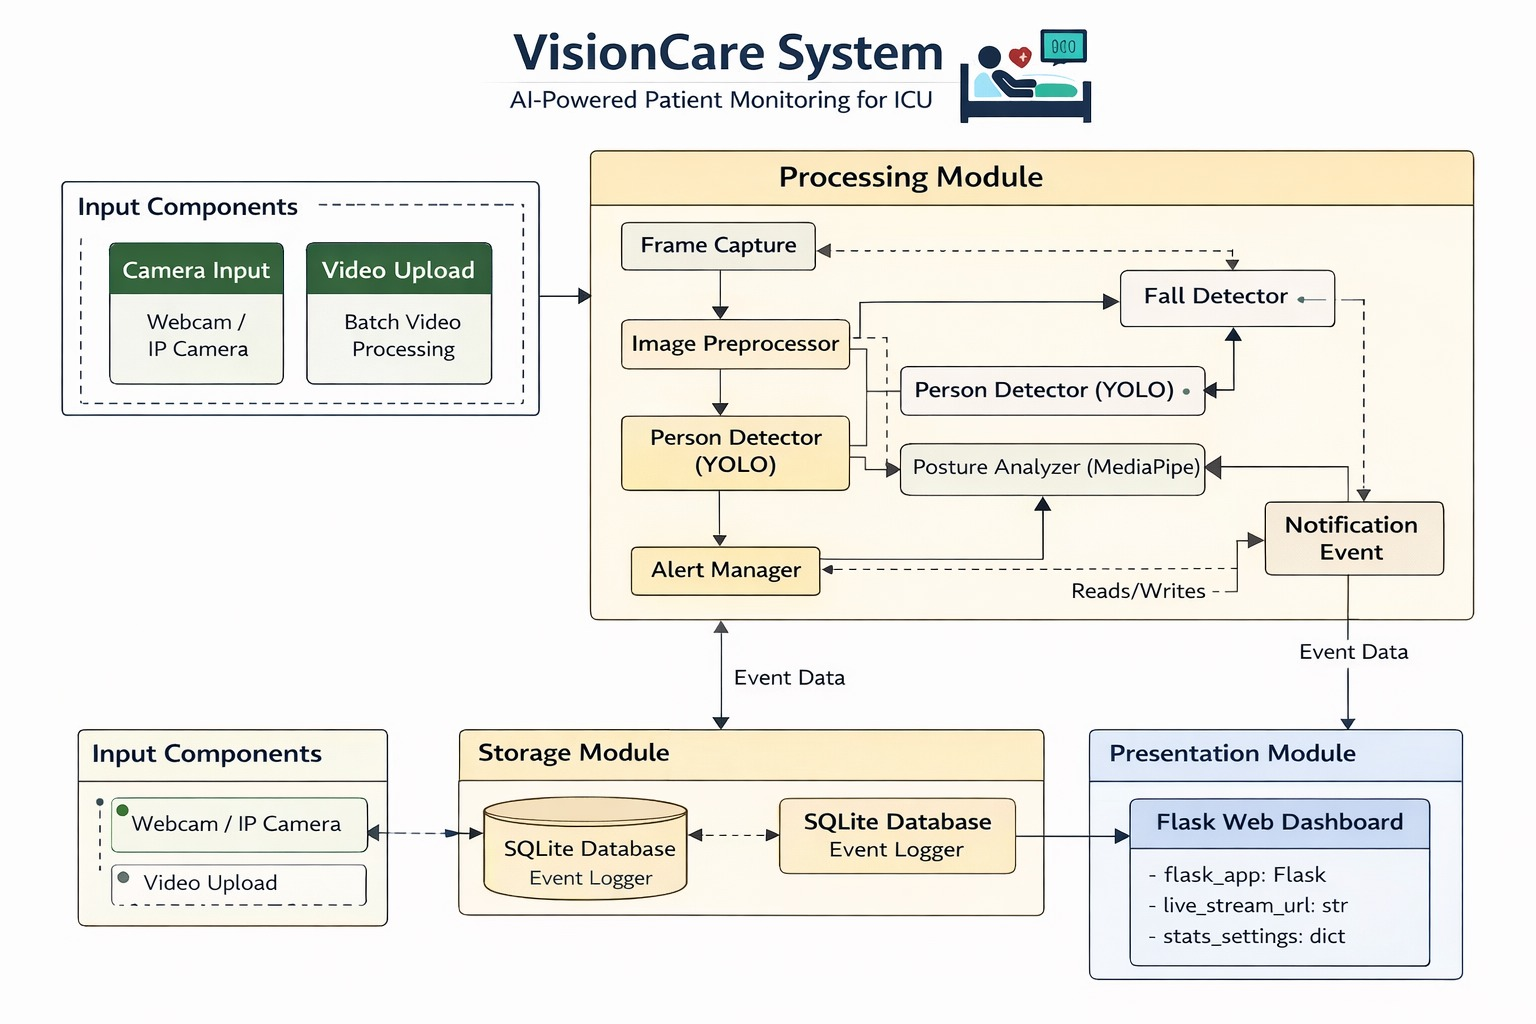 VisionCare System
AI-Powered Patient Monitoring for ICU
Input Components
Camera Input
Webcam /
IP Camera
Video Upload
Batch Video
Processing
Processing Module
Frame Capture
Image Preprocessor
Person Detector
(YOLO)
Alert Manager
Fall Detector
Person Detector (YOLO)
Posture Analyzer (MediaPipe)
Notification
Event
Reads/Writes
Event Data
Event Data
Input Components
Webcam / IP Camera
Video Upload
Storage Module
SQLite Database
Event Logger
SQLite Database
Event Logger
Presentation Module
Flask Web Dashboard
- flask_app: Flask
- live_stream_url: str
- stats_settings: dict